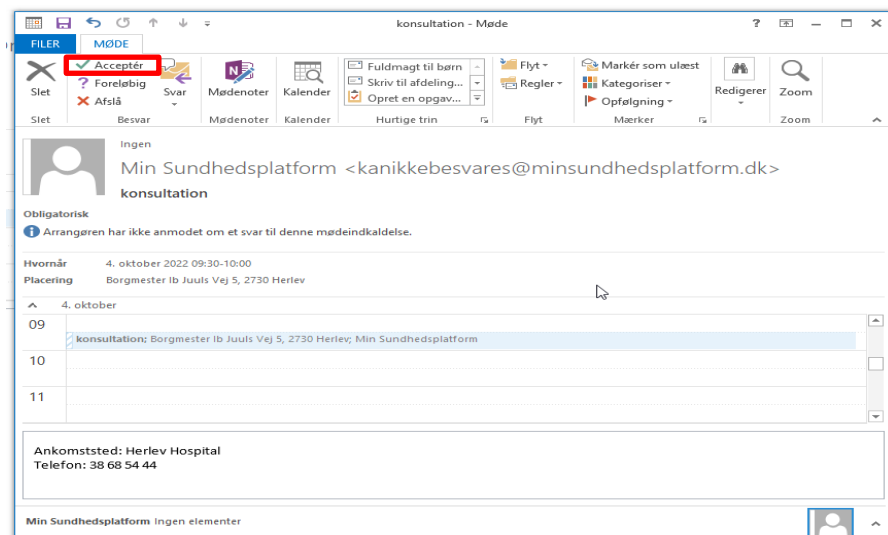 konsultation - Møde
FILER
MØDE
Slet
Acceptér
Foreløbig
Afslå
Svar
Mødenoter
Kalender
Fuldmagt til børn
Skriv til afdeling...
Opret en opgav...
Flyt
Regler
Markér som ulæst
Kategoriser
Opfølgning
Redigerer
Zoom
Slet
Besvar
Mødenoter
Kalender
Hurtige trin
Flyt
Mærker
Zoom
Ingen
Min Sundhedsplatform <kanikkebesvares@minsundhedsplatform.dk>
konsultation
Obligatorisk
Arrangøren har ikke anmodet om et svar til denne mødeindkaldelse.
Hvornår 4. oktober 2022 09:30-10:00
Placering Borgmester Ib Juuls Vej 5, 2730 Herlev
4. oktober
09
konsultation; Borgmester Ib Juuls Vej 5, 2730 Herlev; Min Sundhedsplatform
10
11
Ankomststed: Herlev Hospital
Telefon: 38 68 54 44
Min Sundhedsplatform Ingen elementer